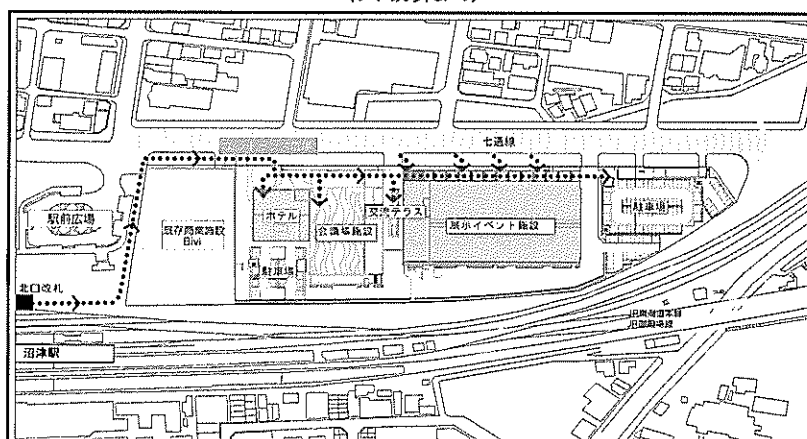 七通線
駅前広場
既存商業施設
BiVi
ホテル
会議場施設
交流テラス
展示イベント施設
駐車場
駐車場
北口改札
沼津駅
JR東海道本線
JR御殿場線